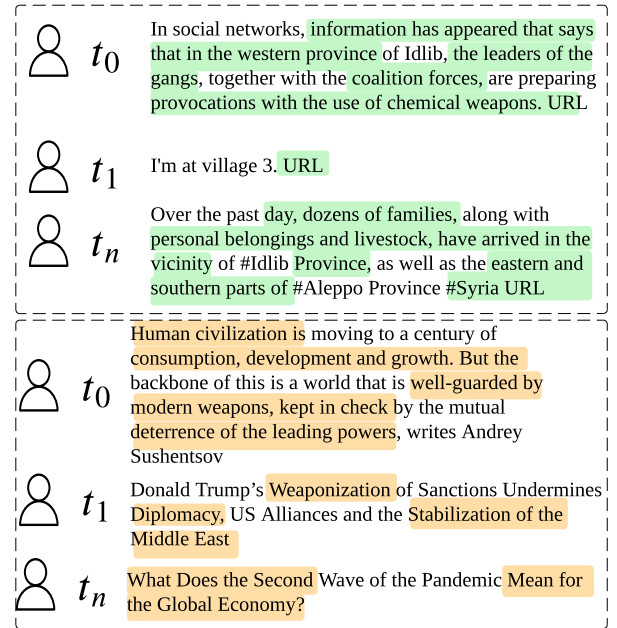 In social networks, information has appeared that says
t0 that in the western province of Idlib, the leaders of the
gangs, together with the coalition forces, are preparing
provocations with the use of chemical weapons. URL
t1 I'm at village 3. URL
Over the past day, dozens of families, along with
tn personal belongings and livestock, have arrived in the
vicinity of #Idlib Province, as well as the eastern and
southern parts of #Aleppo Province #Syria URL
Human civilization is moving to a century of
consumption, development and growth. But the
t0 backbone of this is a world that is well-guarded by
modern weapons, kept in check by the mutual
deterrence of the leading powers, writes Andrey
Sushentsov
Donald Trump’s Weaponization of Sanctions Undermines
t1 Diplomacy, US Alliances and the Stabilization of the
Middle East
What Does the Second Wave of the Pandemic Mean for
tn the Global Economy?